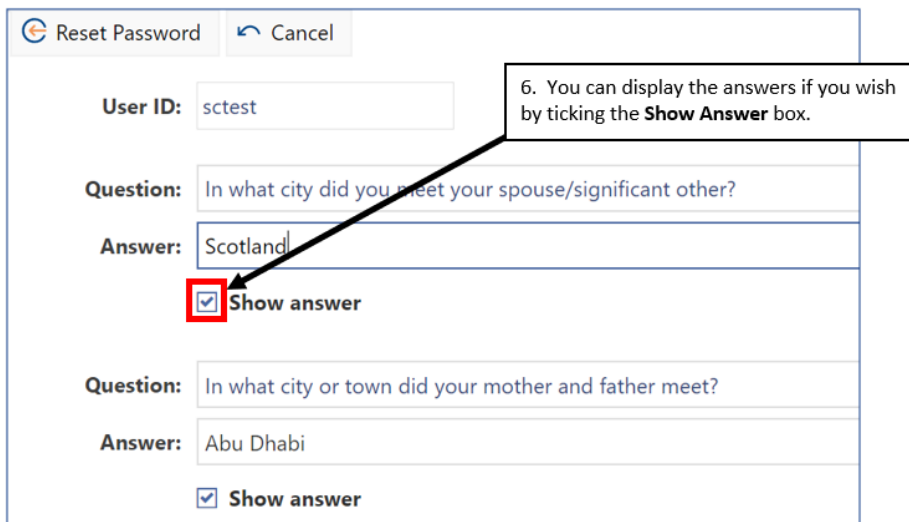 Reset Password Cancel
6. You can display the answers if you wish
by ticking the Show Answer box.
User ID: sctest
Question: In what city did you meet your spouse/significant other?
Answer: Scotland
Show answer
Question: In what city or town did your mother and father meet?
Answer: Abu Dhabi
Show answer